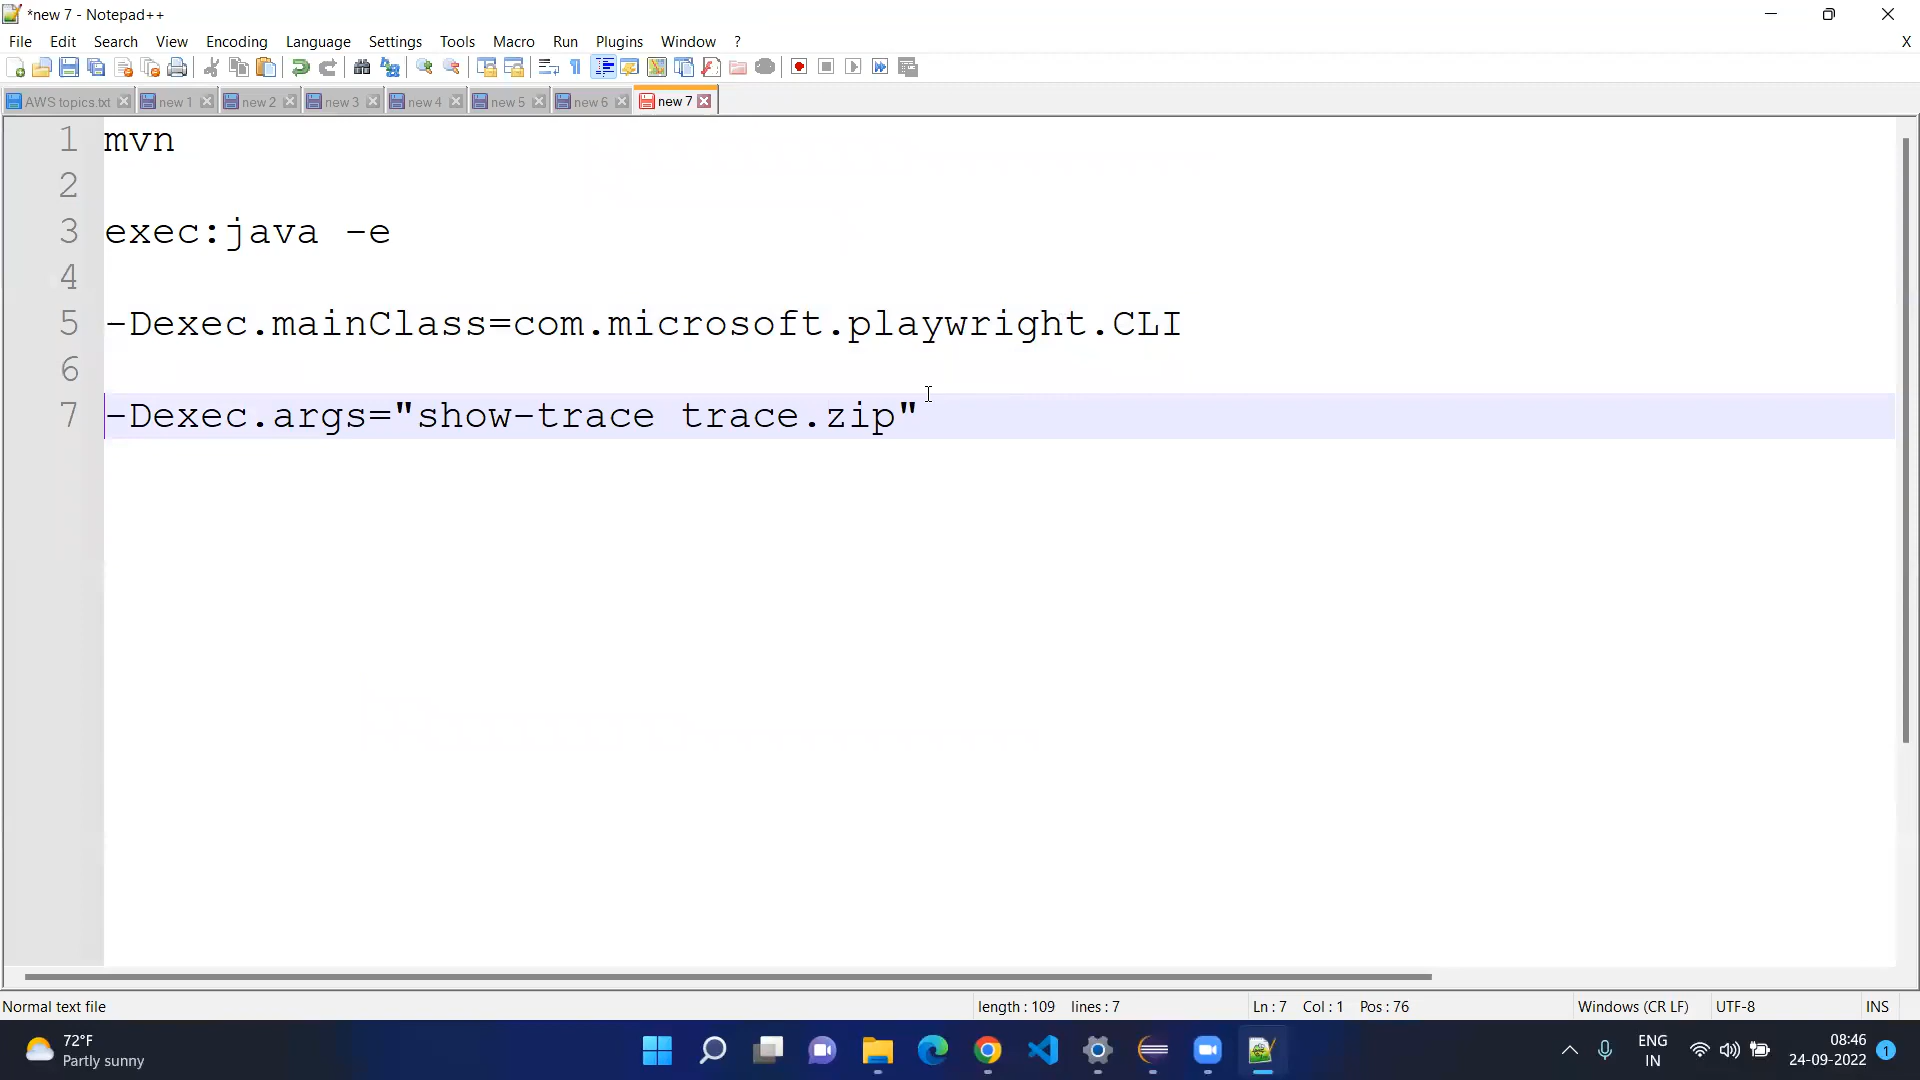 *new 7 - Notepad++
File Edit Search View Encoding Language Settings Tools Macro Run Plugins Window ? X
AWS topics.txt new 1 new 2 new 3 new 4 new 5 new 6 new 7
1 mvn
2
3 exec:java -e
4
5 -Dexec.mainClass=com.microsoft.playwright.CLI
6
7 -Dexec.args="show-trace trace.zip"
Normal text file length : 109 lines : 7 Ln : 7 Col : 1 Pos : 76 Windows (CR LF) UTF-8 INS
72°F
Partly sunny
ENG
IN
08:46
24-09-2022
1